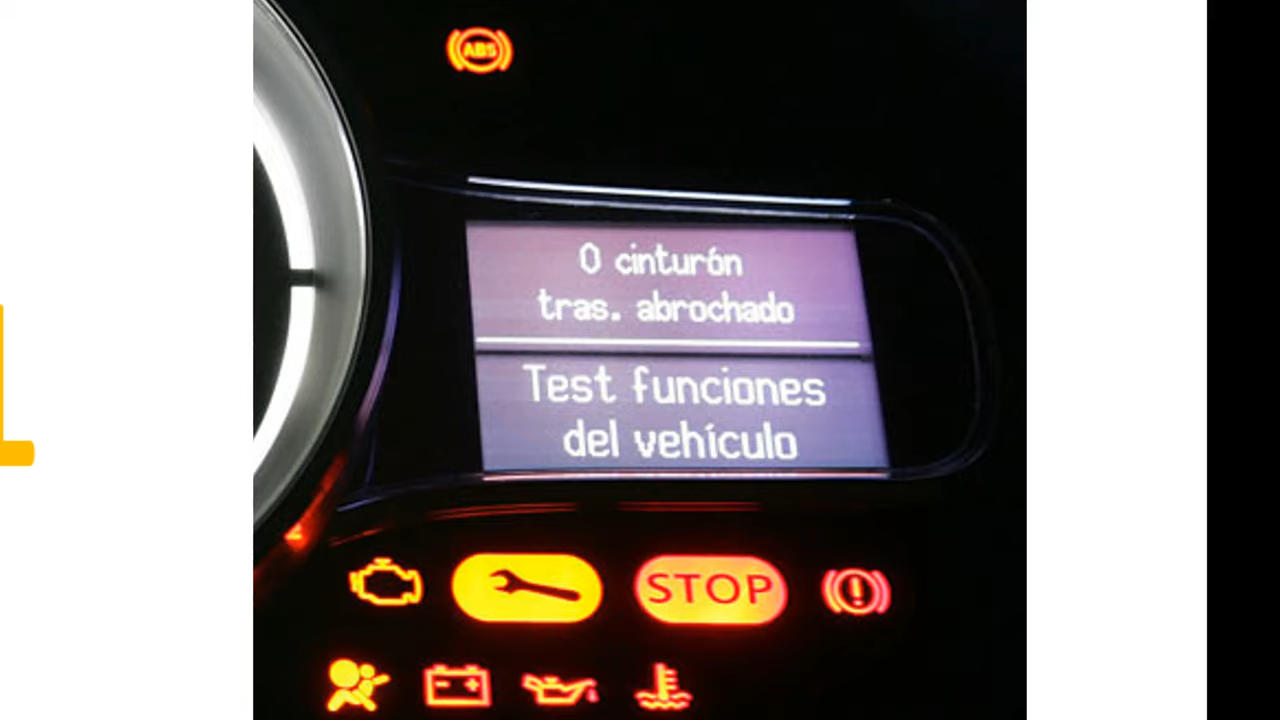 ABS
0 cinturón
tras. abrochado
Test funciones
del vehículo
STOP